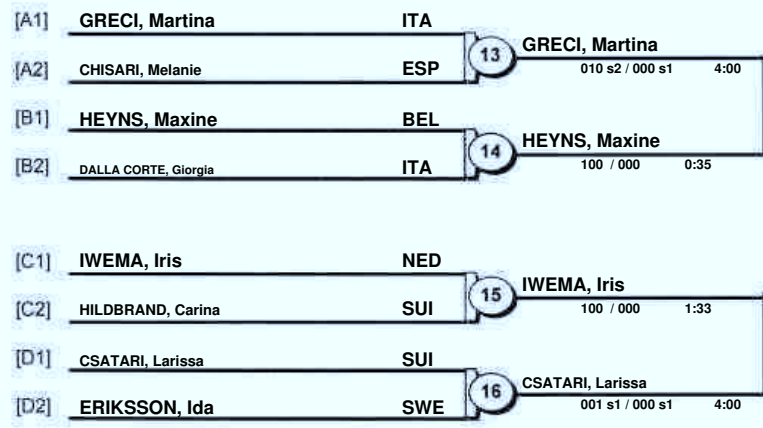 [A1] GRECI, Martina ITA
13 GRECI, Martina
010 s2 / 000 s1 4:00
[A2] CHISARI, Melanie ESP
[B1] HEYNS, Maxine BEL
14 HEYNS, Maxine
100 / 000 0:35
[B2] DALLA CORTE, Giorgia ITA
[C1] IWEMA, Iris NED
15 IWEMA, Iris
100 / 000 1:33
[C2] HILDBRAND, Carina SUI
[D1] CSATARI, Larissa SUI
16 CSATARI, Larissa
001 s1 / 000 s1 4:00
[D2] ERIKSSON, Ida SWE